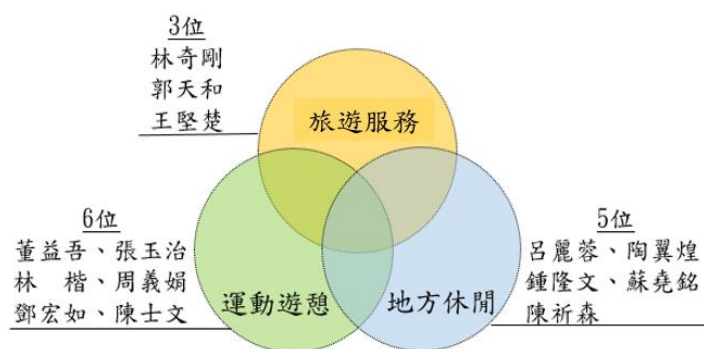 3位
林奇剛
郭天和
王堅楚
旅遊服務
6位
董益吾、張玉治
林　楷、周義娟
鄧宏如、陳士文
運動遊憩
地方休閒
5位
呂麗蓉、陶翼煌
鍾隆文、蘇堯銘
陳祈森